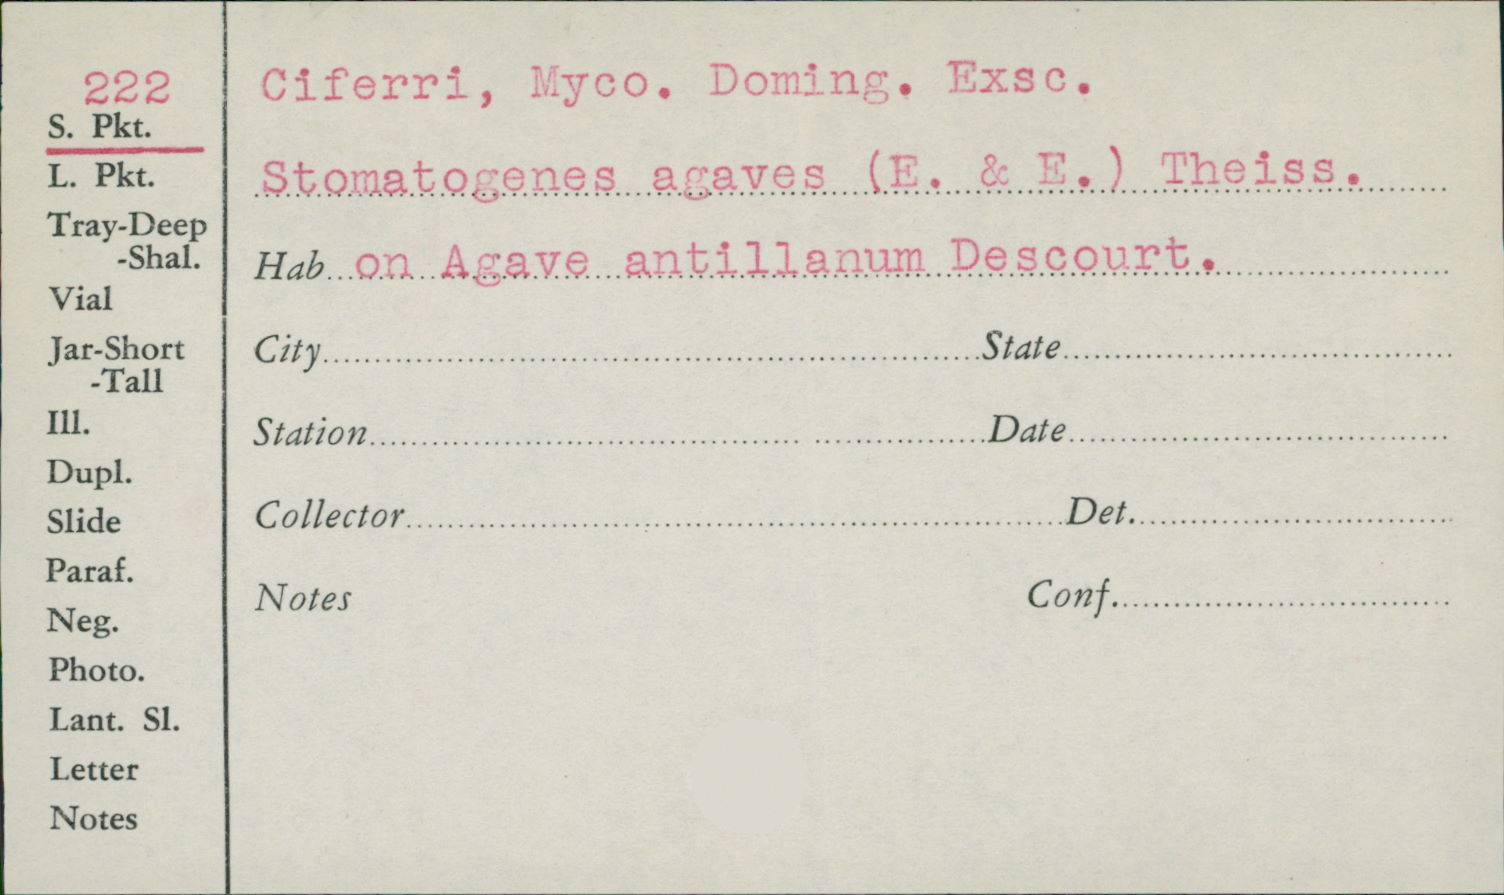 222
S. Pkt.
L. Pkt.
Tray-Deep
-Shal.
Vial
Jar-Short
-Tall
Ill.
Dupl.
Slide
Paraf.
Neg.
Photo.
Lant. Sl.
Letter
Notes
Ciferri, Myco. Doming. Exsc.
Stomatogenes agaves (E. & E.) Theiss.
Hab on Agave antillanum Descourt.
City State
Station Date
Collector Det.
Notes Conf.